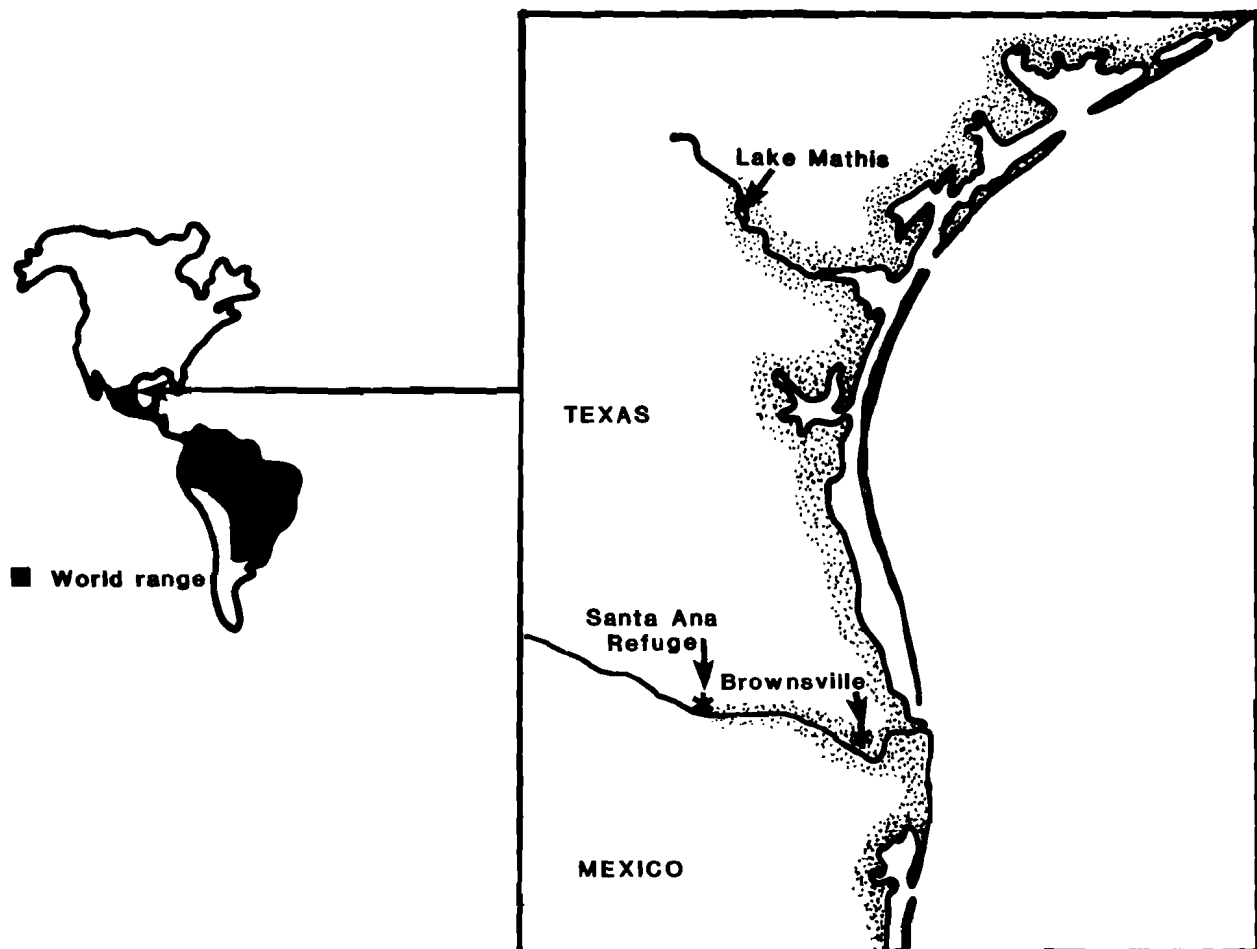 Lake Mathis
TEXAS
World range
Santa Ana
Refuge
Brownsville
MEXICO